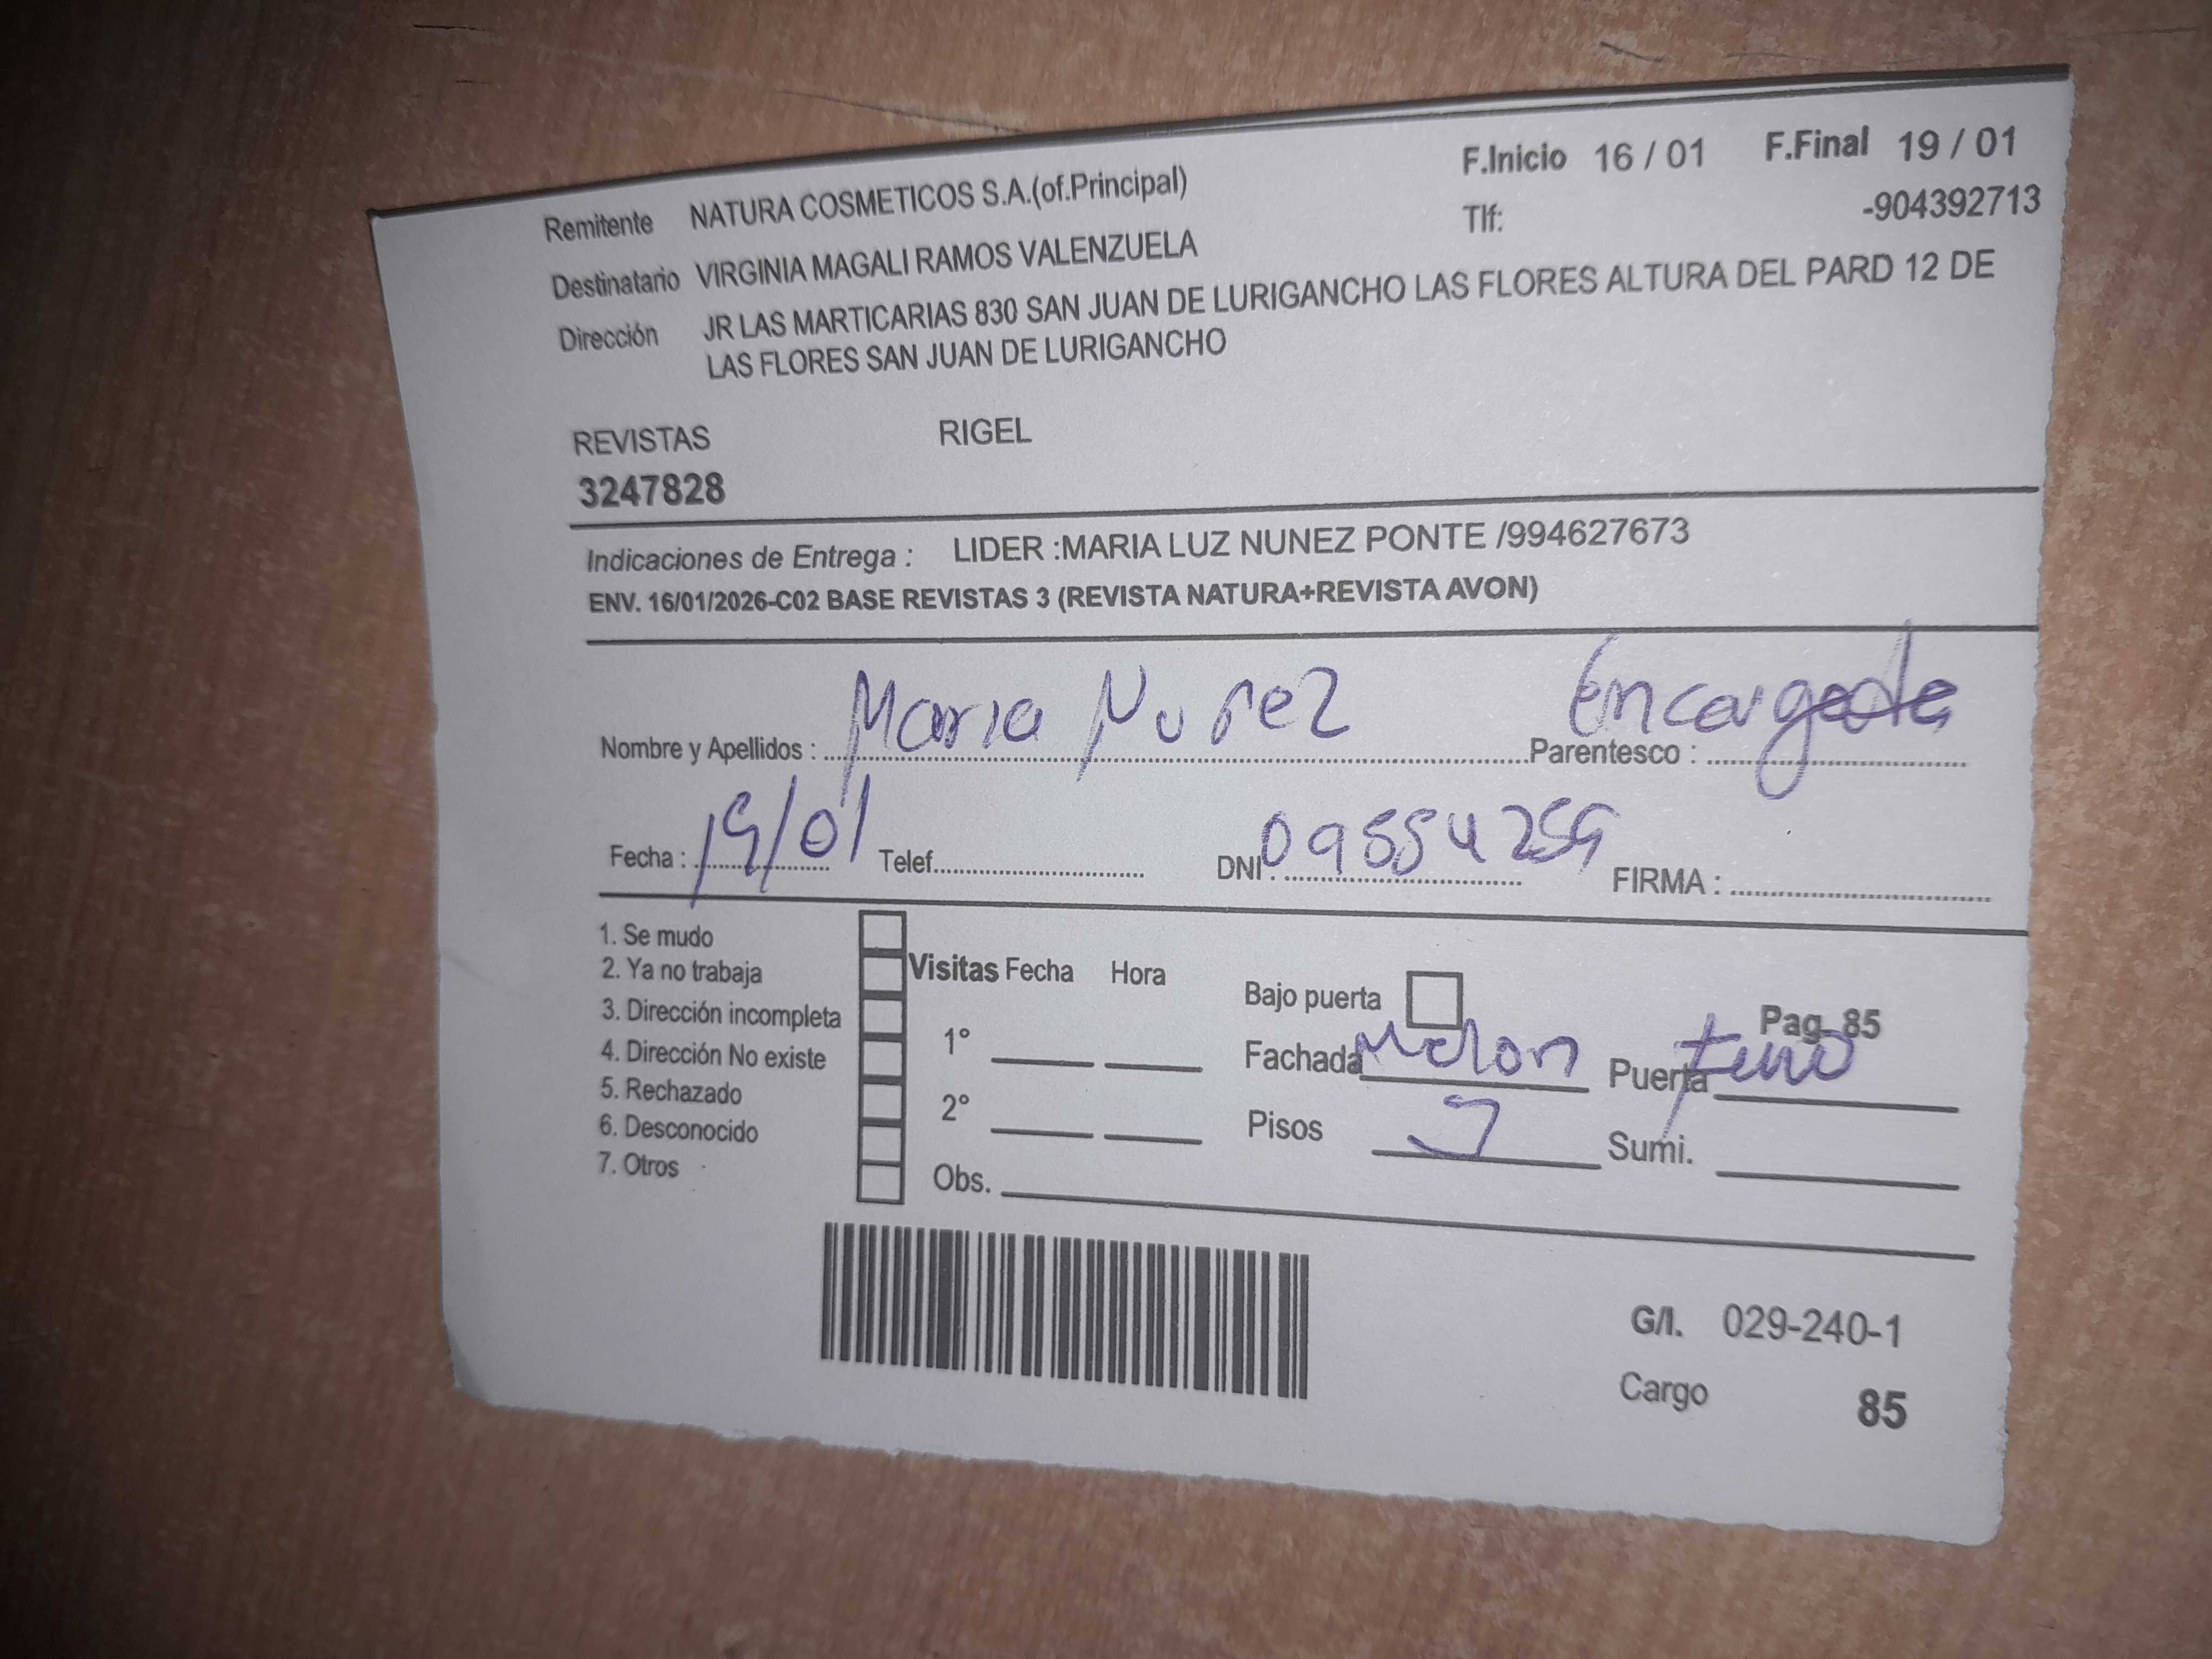 F.Inicio 16 / 01 F.Final 19 / 01
Remitente NATURA COSMETICOS S.A.(of.Principal)
Tlf: -904392713
Destinatario VIRGINIA MAGALI RAMOS VALENZUELA
Dirección JR LAS MARTICARIAS 830 SAN JUAN DE LURIGANCHO LAS FLORES ALTURA DEL PARD 12 DE
LAS FLORES SAN JUAN DE LURIGANCHO
REVISTAS RIGEL
3247828
Indicaciones de Entrega : LIDER :MARIA LUZ NUNEZ PONTE /994627673
ENV. 16/01/2026-C02 BASE REVISTAS 3 (REVISTA NATURA+REVISTA AVON)
Nombre y Apellidos : Maria Nuñez Parentesco : Encargada
Fecha : 19/01 Telef. DNI: 09554259 FIRMA :
1. Se mudo
2. Ya no trabaja
3. Dirección incompleta
4. Dirección No existe
5. Rechazado
6. Desconocido
7. Otros
Visitas Fecha Hora
1°
2°
Obs.
Bajo puerta
Pag. 85
Fachada Melon Puerta
Pisos Sumi.
G/I. 029-240-1
Cargo 85